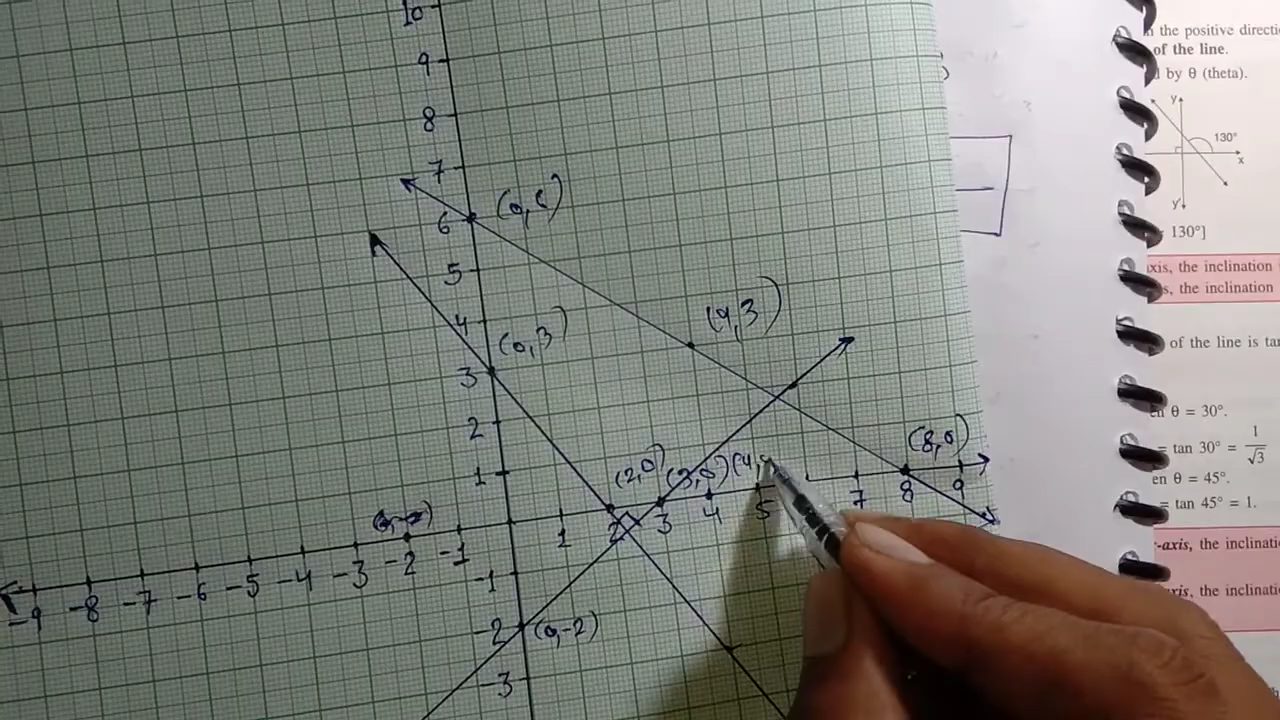 10
9
8
7
6 (0,6)
5
4 (4,3)
(0,3)
3
2
1 (2,0) (3,0) (4, (8,0)
-9 -8 -7 -6 -5 -4 -3 -2 -1 1 2 3 4 5 7 8 9
-1
-2 (0,-2)
-3
the positive directi
of the line.
by θ (theta).
y
130°
x
y'
130°]
xis, the inclination
s, the inclination
of the line is ta
en θ = 30°.
= tan 30° = 1/√3
en θ = 45°.
= tan 45° = 1.
-axis, the inclinati
xis, the inclinati